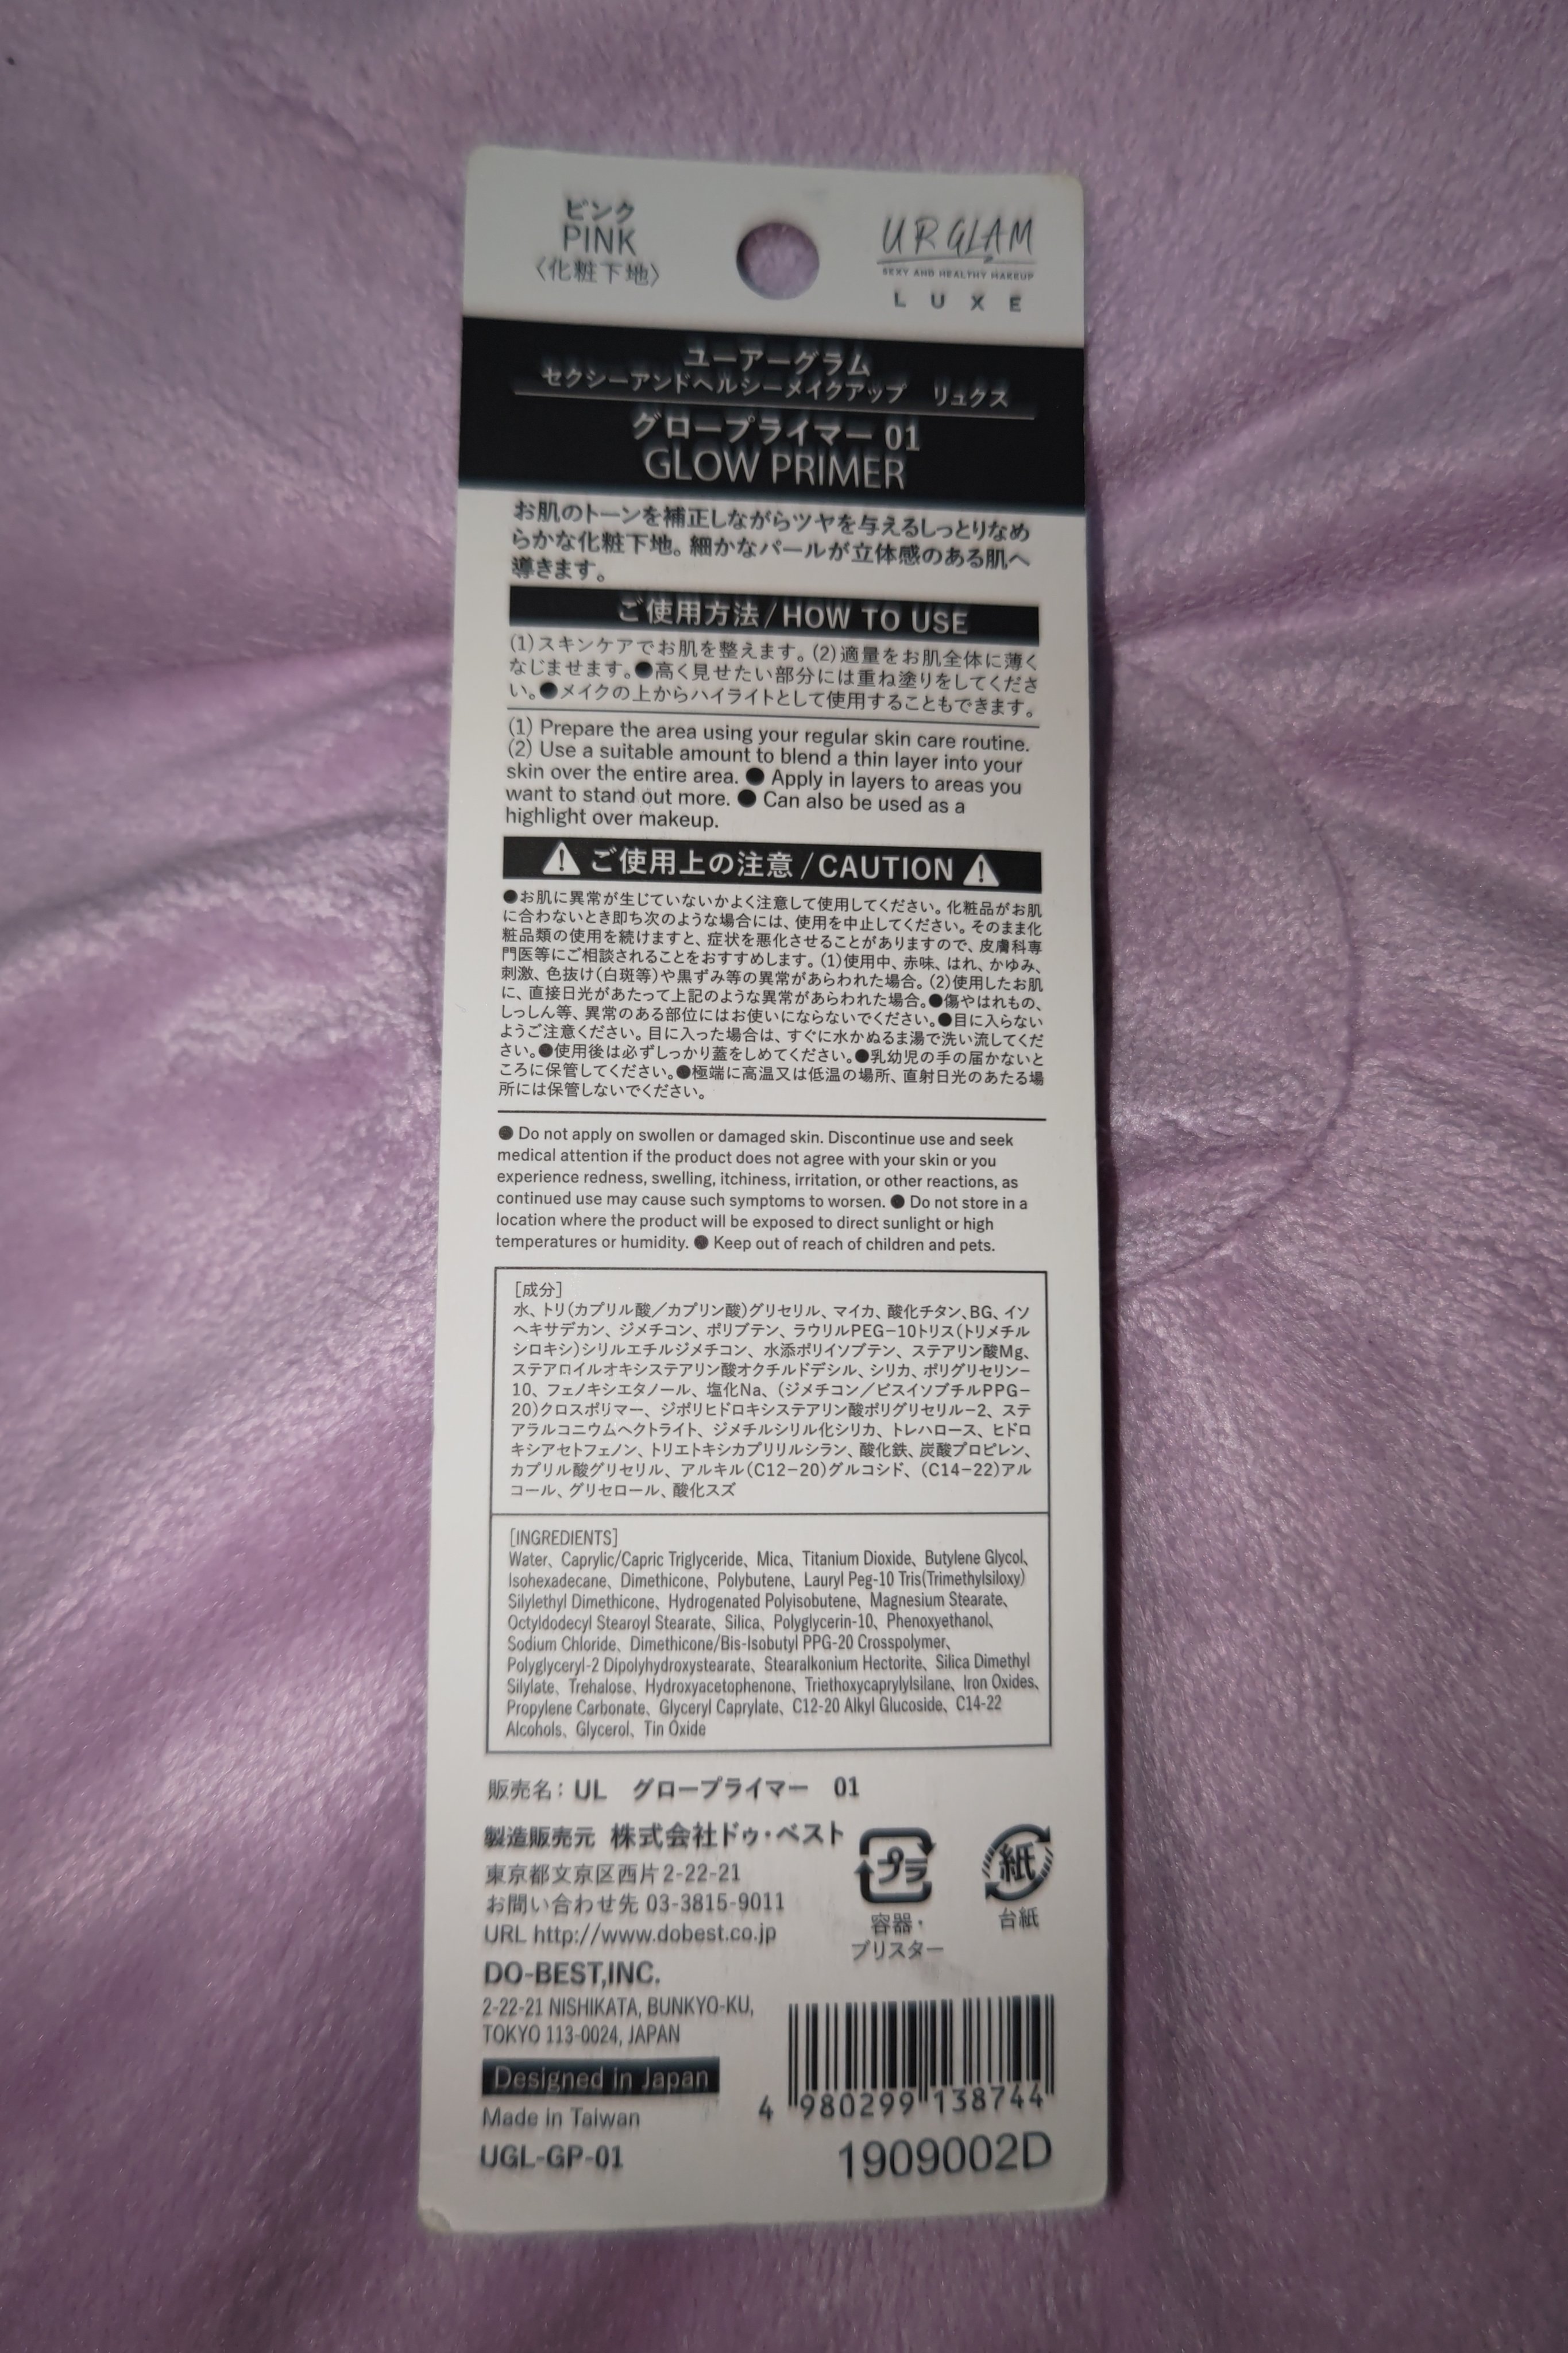 ピンク
PINK
〈化粧下地〉
UR GLAM
SEXY AND HEALTHY MAKEUP
LUXE
ユーアーグラム
セクシーアンドヘルシーメイクアップ リュクス
グロープライマー 01
GLOW PRIMER
お肌のトーンを補正しながらツヤを与えるしっとりなめ
らかな化粧下地。細かなパールが立体感のある肌へ
導きます。
ご使用方法/HOW TO USE
(1)スキンケアでお肌を整えます。(2)適量をお肌全体に薄く
なじませます。●高く見せたい部分には重ね塗りをしてくださ
い。●メイクの上からハイライトとして使用することもできます。
(1) Prepare the area using your regular skin care routine.
(2) Use a suitable amount to blend a thin layer into your
skin over the entire area. ● Apply in layers to areas you
want to stand out more. ● Can also be used as a
highlight over makeup.
⚠ ご使用上の注意 /CAUTION ⚠
●お肌に異常が生じていないかよく注意して使用してください。化粧品がお肌
に合わないとき即ち次のような場合には、使用を中止してください。そのまま化
粧品類の使用を続けますと、症状を悪化させることがありますので、皮膚科専
門医等にご相談されることをおすすめします。(1)使用中、赤味、はれ、かゆみ、
刺激、色抜け(白斑等)や黒ずみ等の異常があらわれた場合。(2)使用したお肌
に、直接日光があたって上記のような異常があらわれた場合。●傷やはれもの、
しっしん等、異常のある部位にはお使いにならないでください。●目に入らない
ようご注意ください。目に入った場合は、すぐに水かぬるま湯で洗い流してくだ
さい。●使用後は必ずしっかり蓋をしめてください。●乳幼児の手の届かないと
ころに保管してください。●極端に高温又は低温の場所、直射日光のあたる場
所には保管しないでください。
● Do not apply on swollen or damaged skin. Discontinue use and seek
medical attention if the product does not agree with your skin or you
experience redness, swelling, itchiness, irritation, or other reactions, as
continued use may cause such symptoms to worsen. ● Do not store in a
location where the product will be exposed to direct sunlight or high
temperatures or humidity. ● Keep out of reach of children and pets.
[成分]
水、トリ(カプリル酸／カプリン酸)グリセリル、マイカ、酸化チタン、BG、イソ
ヘキサデカン、ジメチコン、ポリブテン、ラウリルPEG-10トリス(トリメチル
シロキシ)シリルエチルジメチコン、水添ポリイソブテン、ステアリン酸Mg、
ステアロイルオキシステアリン酸オクチルドデシル、シリカ、ポリグリセリン-
10、フェノキシエタノール、塩化Na、(ジメチコン／ビスイソブチルPPG-
20)クロスポリマー、ジポリヒドロキシステアリン酸ポリグリセリル-2、ステ
アラルコニウムヘクトライト、ジメチルシリル化シリカ、トレハロース、ヒドロ
キシアセトフェノン、トリエトキシカプリリルシラン、酸化鉄、炭酸プロピレン、
カプリル酸グリセリル、アルキル(C12-20)グルコシド、(C14-22)アル
コール、グリセロール、酸化スズ
[INGREDIENTS]
Water、Caprylic/Capric Triglyceride、Mica、Titanium Dioxide、Butylene Glycol、
Isohexadecane、Dimethicone、Polybutene、Lauryl Peg-10 Tris(Trimethylsiloxy)
Silylethyl Dimethicone、Hydrogenated Polyisobutene、Magnesium Stearate、
Octyldodecyl Stearoyl Stearate、Silica、Polyglycerin-10、Phenoxyethanol、
Sodium Chloride、Dimethicone/Bis-Isobutyl PPG-20 Crosspolymer、
Polyglyceryl-2 Dipolyhydroxystearate、Stearalkonium Hectorite、Silica Dimethyl
Silylate、Trehalose、Hydroxyacetophenone、Triethoxycaprylylsilane、Iron Oxides、
Propylene Carbonate、Glyceryl Caprylate、C12-20 Alkyl Glucoside、C14-22
Alcohols、Glycerol、Tin Oxide
販売名：UL グロープライマー 01
製造販売元 株式会社ドゥ・ベスト
東京都文京区西片2-22-21
お問い合わせ先 03-3815-9011
URL http://www.dobest.co.jp
プラ
容器・
ブリスター
紙
台紙
DO-BEST,INC.
2-22-21 NISHIKATA, BUNKYO-KU,
TOKYO 113-0024, JAPAN
Designed in Japan
Made in Taiwan
UGL-GP-01
4 980299 138744
1909002D